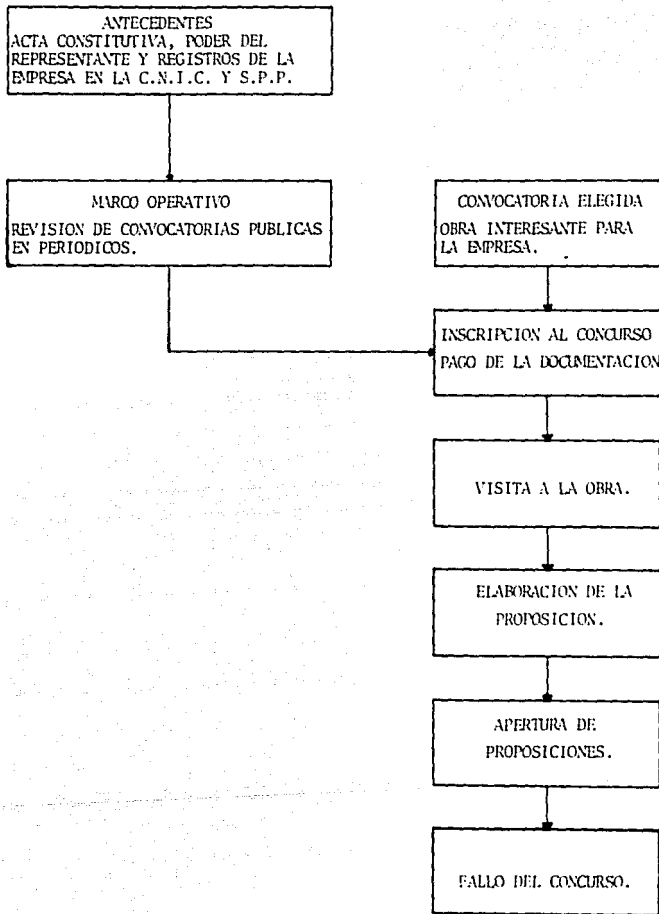 ANTECEDENTES
ACTA CONSTITUTIVA, PODER DEL
REPRESENTANTE Y REGISTROS DE LA
EMPRESA EN LA C.N.I.C. Y S.P.P.
MARCO OPERATIVO
REVISION DE CONVOCATORIAS PUBLICAS
EN PERIODICOS.
CONVOCATORIA ELEGIDA
OBRA INTERESANTE PARA
LA EMPRESA.
INSCRIPCION AL CONCURSO
PAGO DE LA DOCUMENTACION
VISITA A LA OBRA.
ELABORACION DE LA
PROPOSICION.
APERTURA DE
PROPOSICIONES.
FALLO DEL CONCURSO.